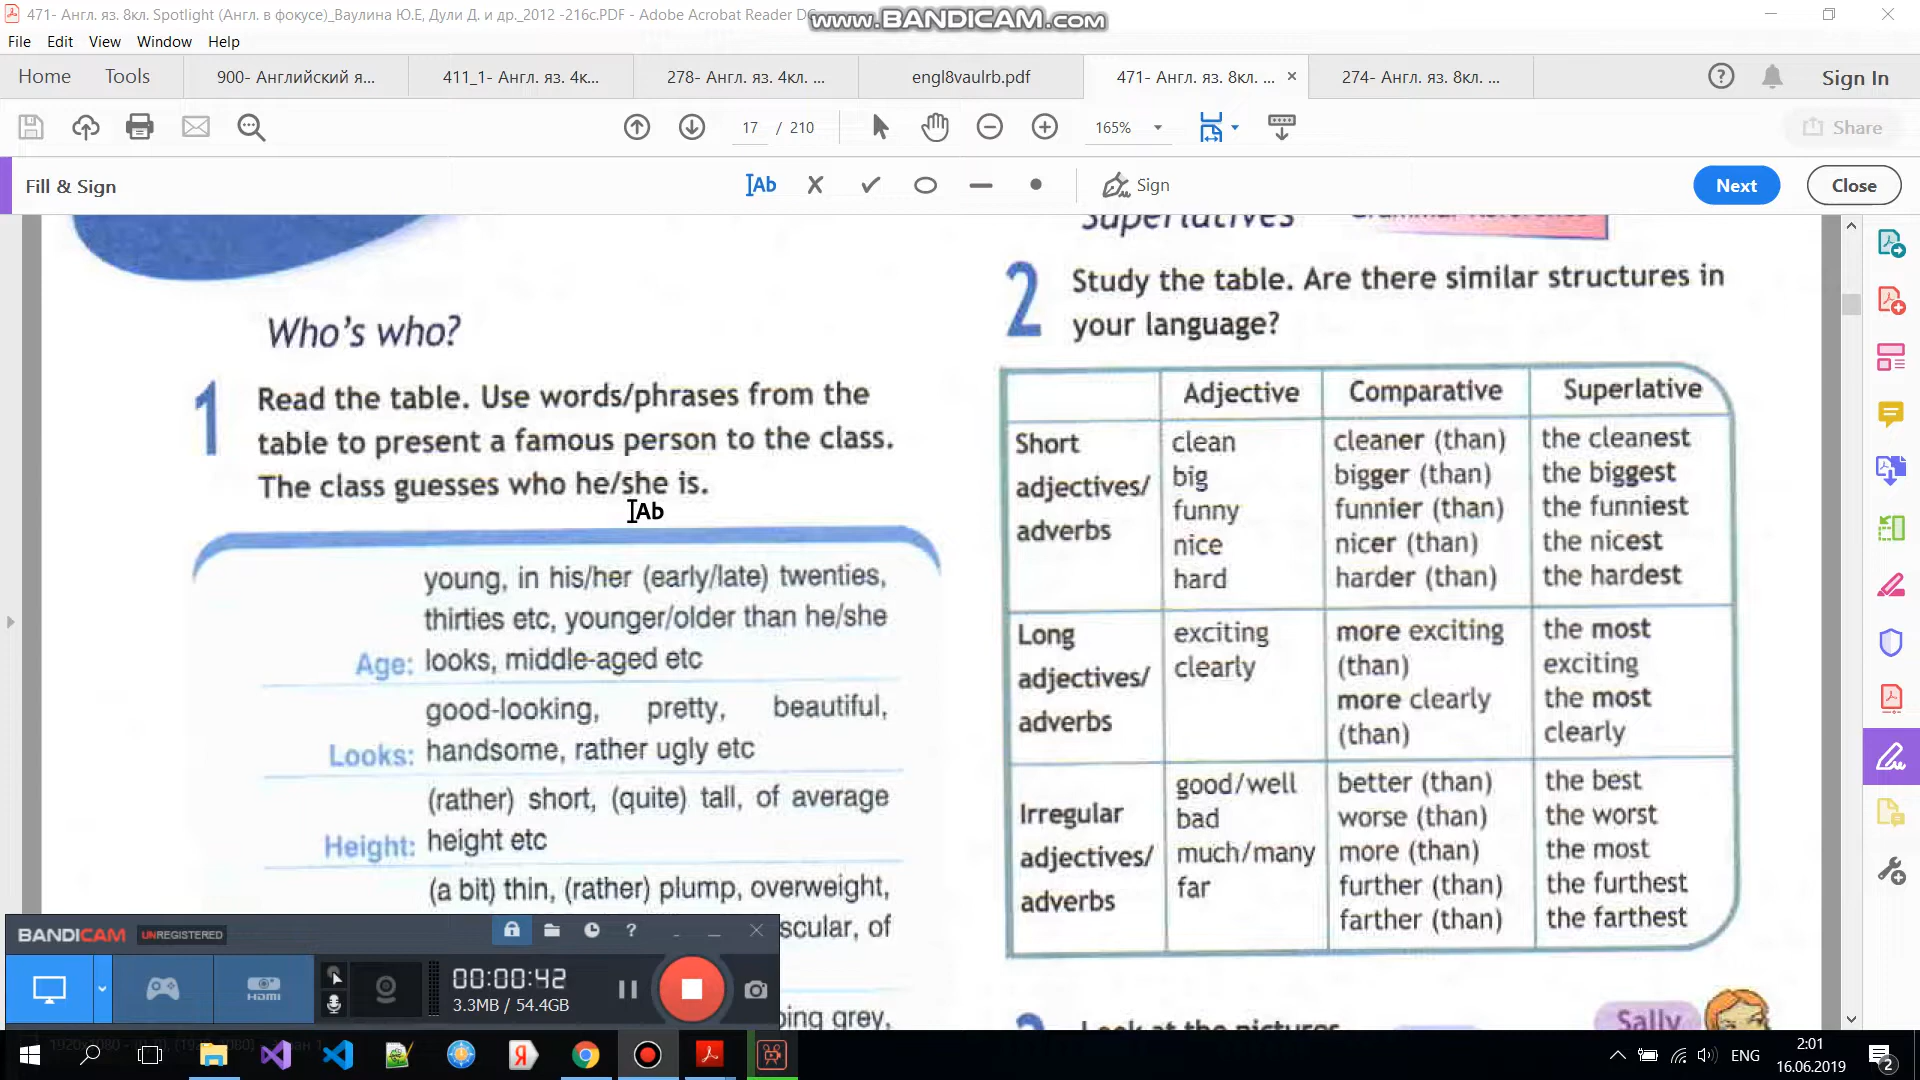 471- Англ. яз. 8кл. Spotlight (Англ. в фокусе)_Ваулина Ю.Е, Дули Д. и др._2012 -216с.PDF - Adobe Acrobat Reader DC
www.BANDICAM.com
File Edit View Window Help
Home Tools 900- Английский я... 411_1- Англ. яз. 4к... 278- Англ. яз. 4кл. ... engl8vaulrb.pdf 471- Англ. яз. 8кл. ... × 274- Англ. яз. 8кл. ... Sign In
17 / 210 165% Share
Fill & Sign Ab Sign Next Close
Who's who?
1 Read the table. Use words/phrases from the
table to present a famous person to the class.
The class guesses who he/she is.
Ab
young, in his/her (early/late) twenties,
thirties etc, younger/older than he/she
Age: looks, middle-aged etc
good-looking, pretty, beautiful,
Looks: handsome, rather ugly etc
(rather) short, (quite) tall, of average
Height: height etc
(a bit) thin, (rather) plump, overweight,
scular, of
ing grey,
Superlatives
2 Study the table. Are there similar structures in
your language?
Adjective Comparative Superlative
Short adjectives/ adverbs
clean cleaner (than) the cleanest
big bigger (than) the biggest
funny funnier (than) the funniest
nice nicer (than) the nicest
hard harder (than) the hardest
Long adjectives/ adverbs
exciting more exciting (than) the most exciting
clearly more clearly (than) the most clearly
Irregular adjectives/ adverbs
good/well better (than) the best
bad worse (than) the worst
much/many more (than) the most
far further (than) the furthest
farther (than) the farthest
Look at the pictures
Sally
BANDICAM UNREGISTERED
HDMI 00:00:42
3.3MB / 54.4GB
ENG 2:01
16.06.2019
2